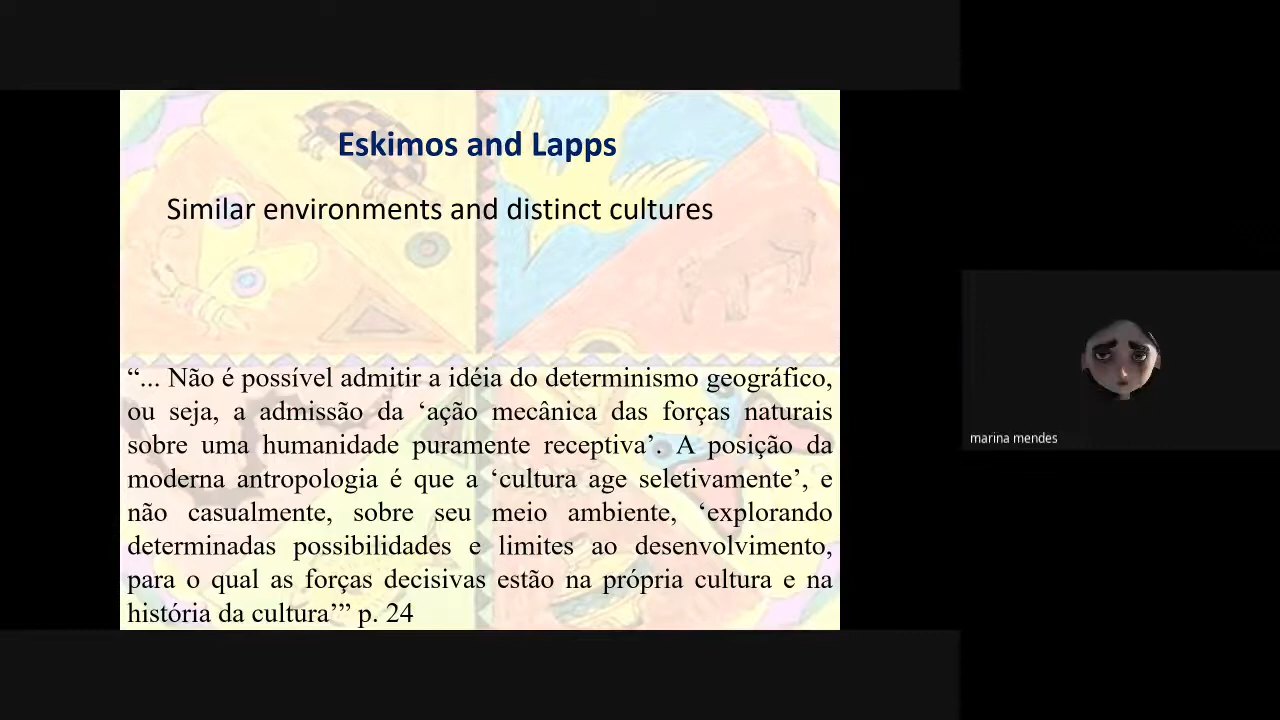 Eskimos and Lapps
Similar environments and distinct cultures
“... Não é possível admitir a idéia do determinismo geográfico,
ou seja, a admissão da ‘ação mecânica das forças naturais
sobre uma humanidade puramente receptiva’. A posição da
moderna antropologia é que a ‘cultura age seletivamente’, e
não casualmente, sobre seu meio ambiente, ‘explorando
determinadas possibilidades e limites ao desenvolvimento,
para o qual as forças decisivas estão na própria cultura e na
história da cultura’” p. 24
marina mendes